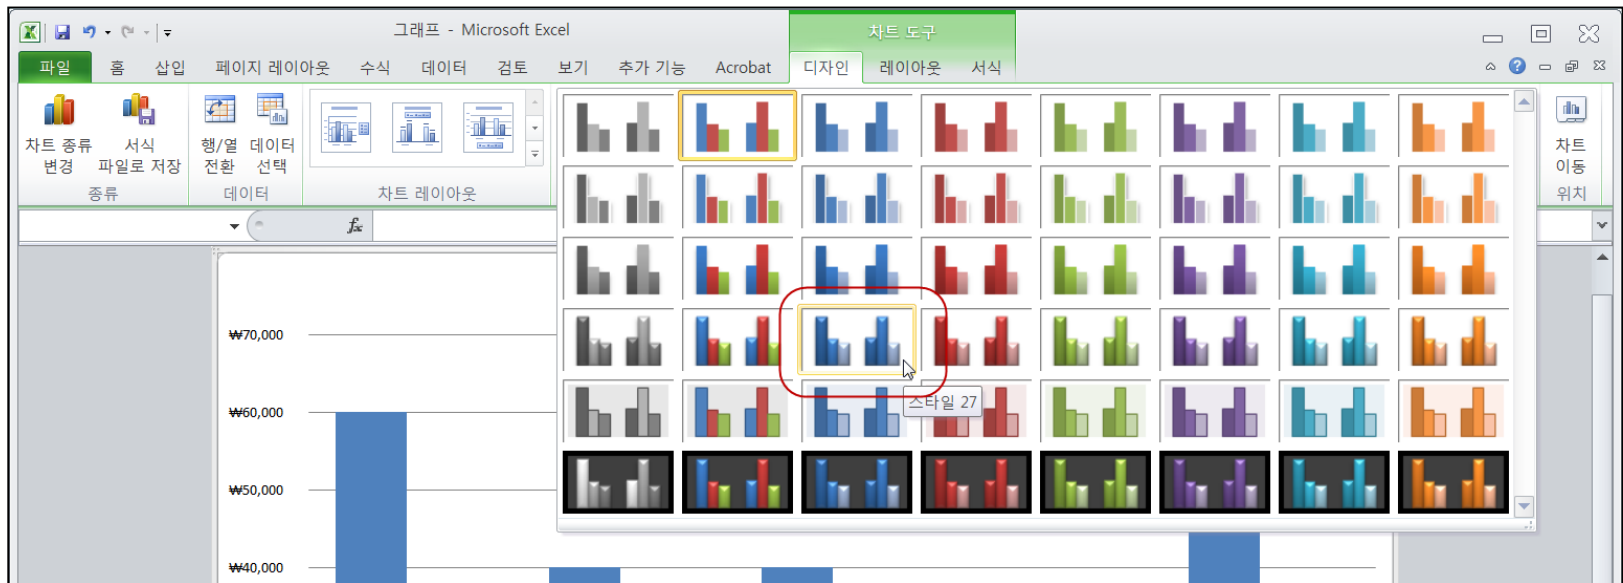 그래프 - Microsoft Excel
차트 도구
파일 홈 삽입 페이지 레이아웃 수식 데이터 검토 보기 추가 기능 Acrobat 디자인 레이아웃 서식
차트 종류 변경
서식 파일로 저장
행/열 전환
데이터 선택
차트 이동
종류
데이터
차트 레이아웃
위치
fx
₩70,000
스타일 27
₩60,000
₩50,000
₩40,000